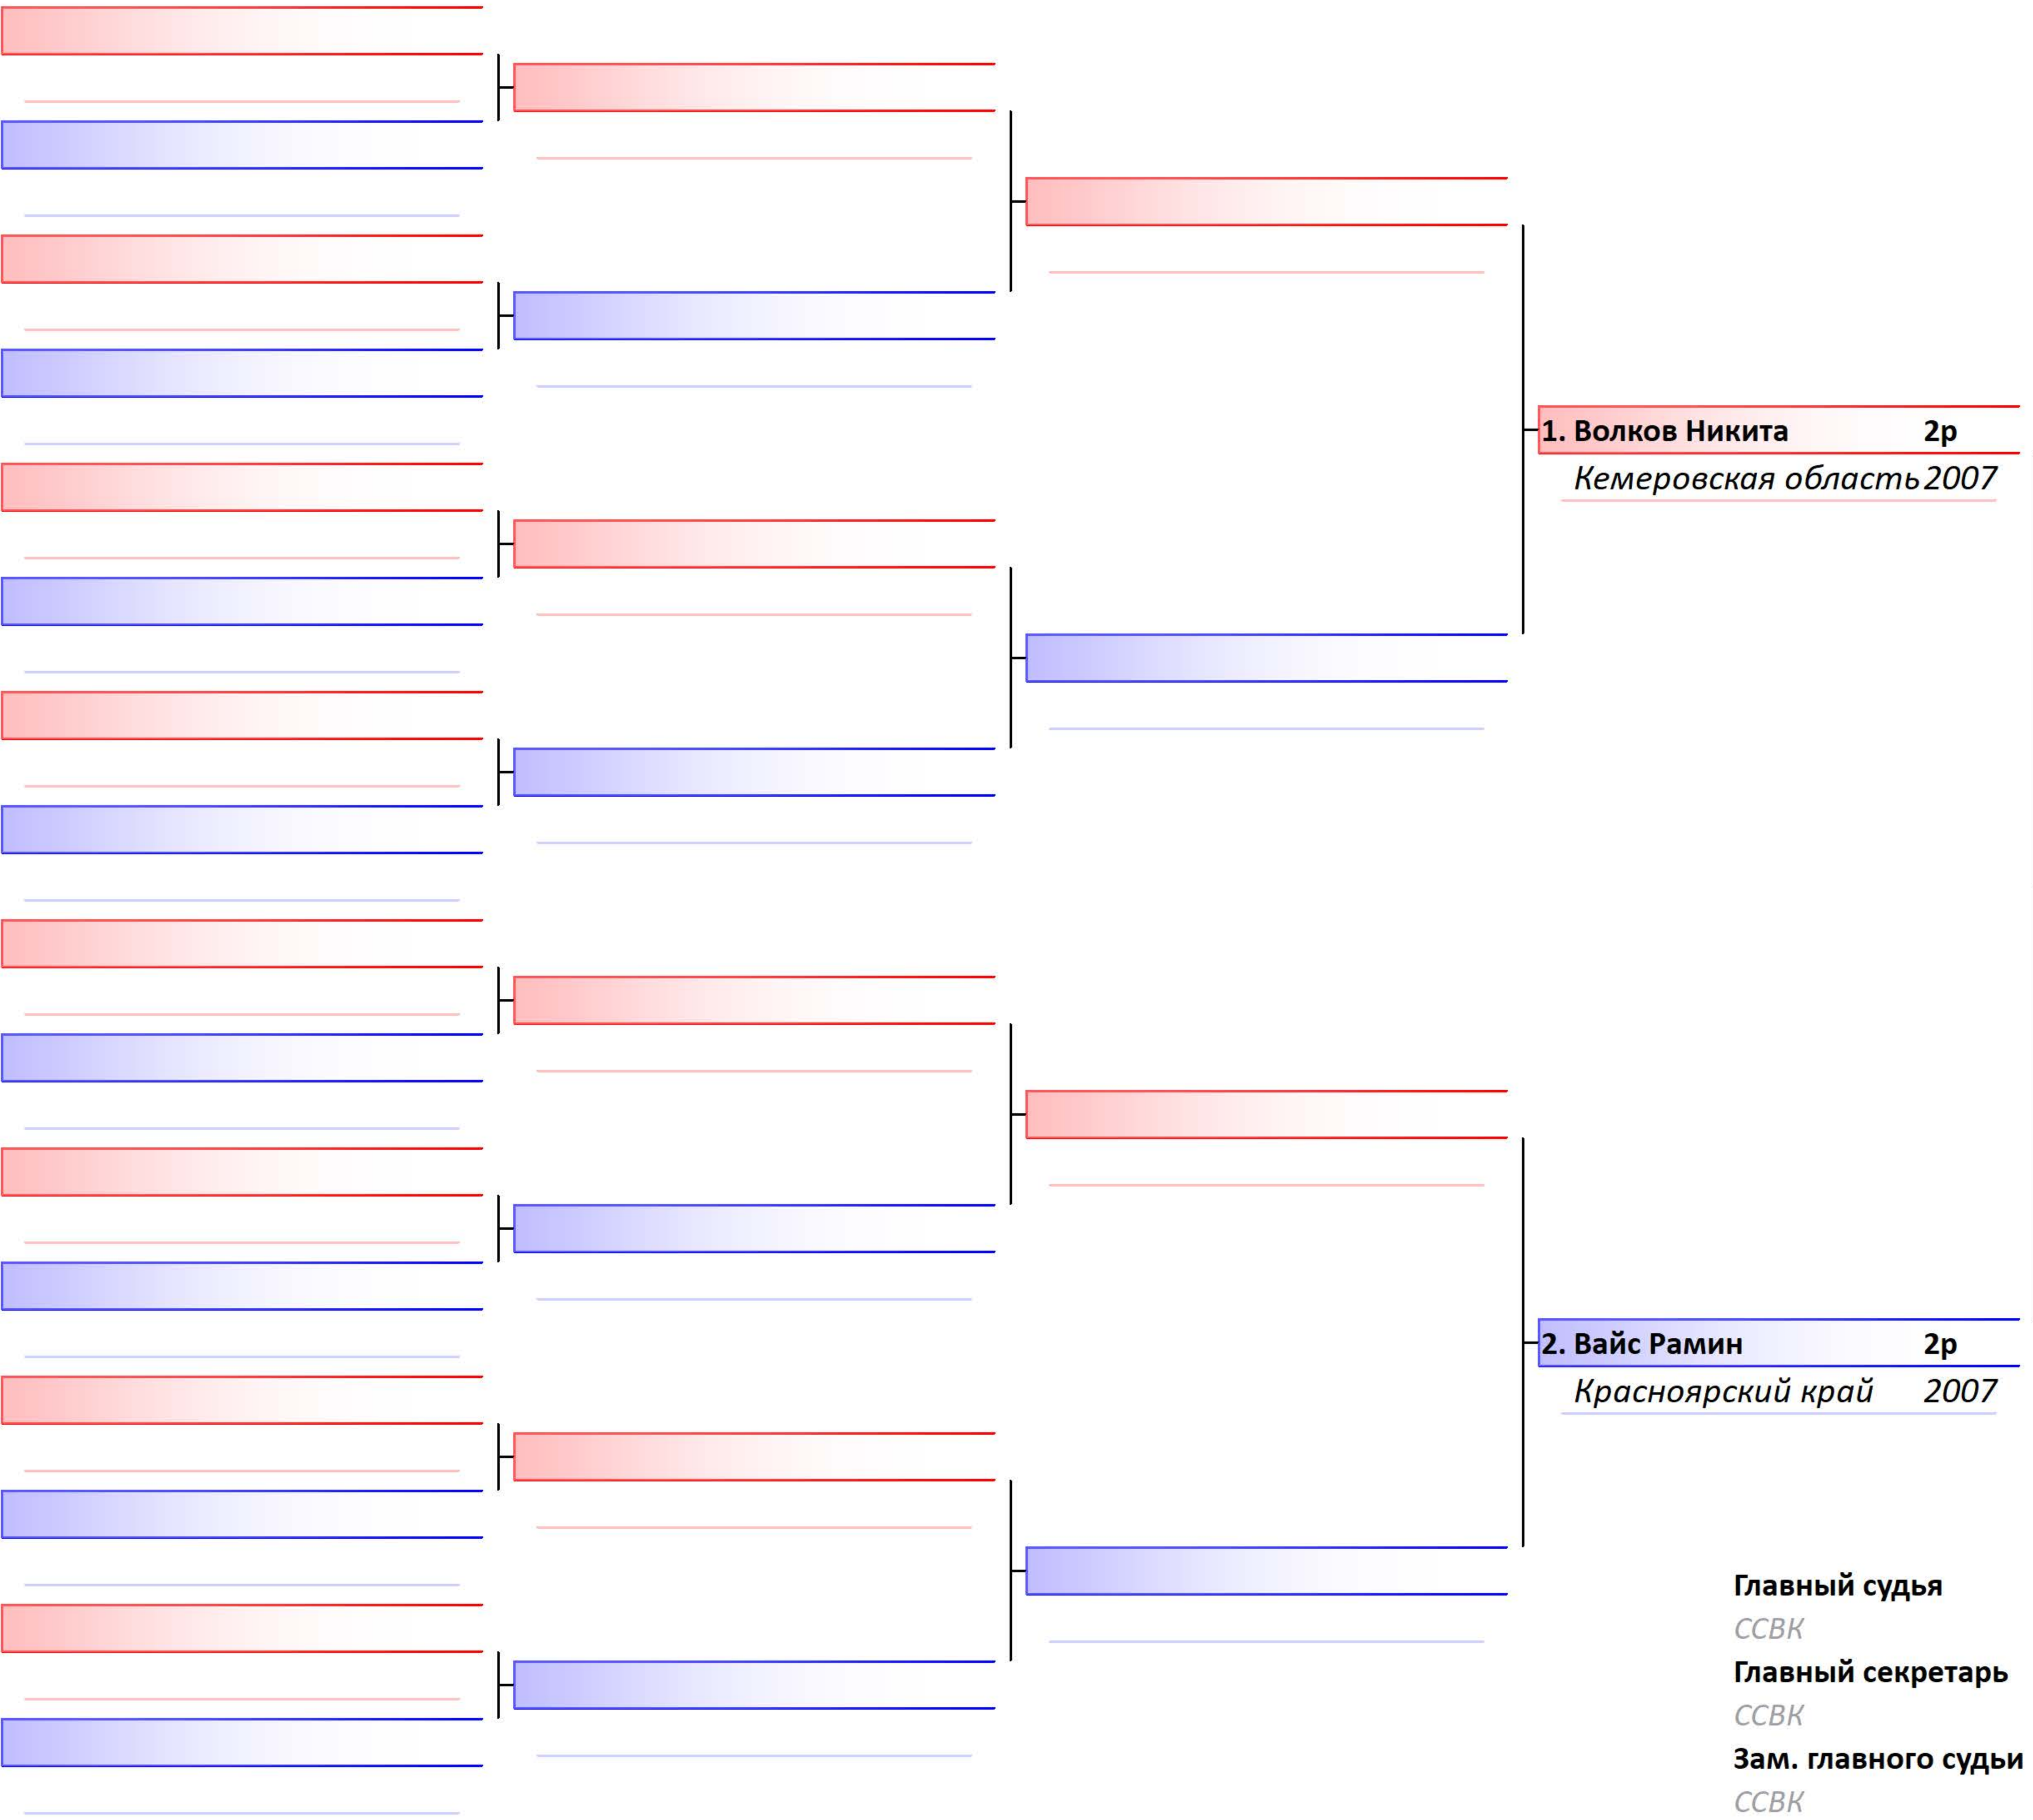 1. Волков Никита 2р
Кемеровская область 2007
2. Вайс Рамин 2р
Красноярский край 2007
Главный судья
ССВК
Главный секретарь
ССВК
Зам. главного судьи
ССВК